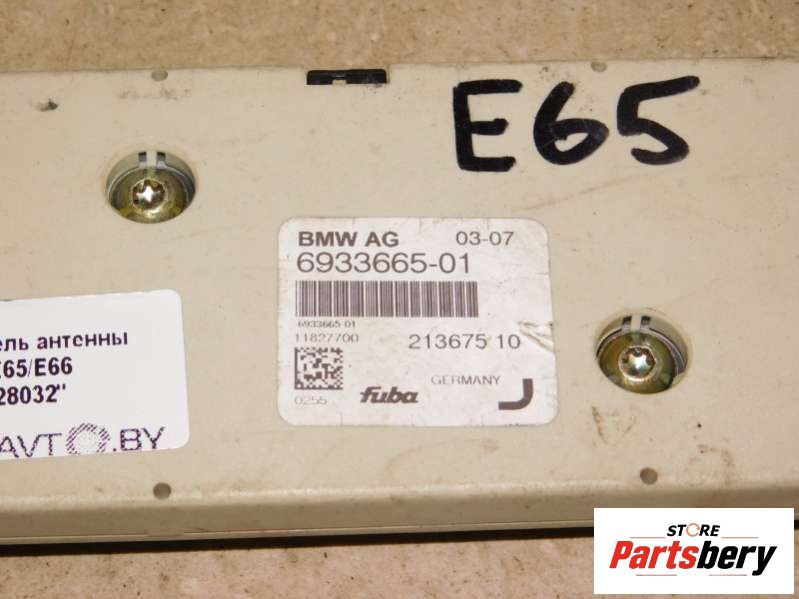 E65
BMW AG 03-07
6933665-01
6933665-01
11827700 213675 10
GERMANY
fuba
0255
ель антенны
E65/E66
28032"
AVTO.BY
STORE
Partsbery